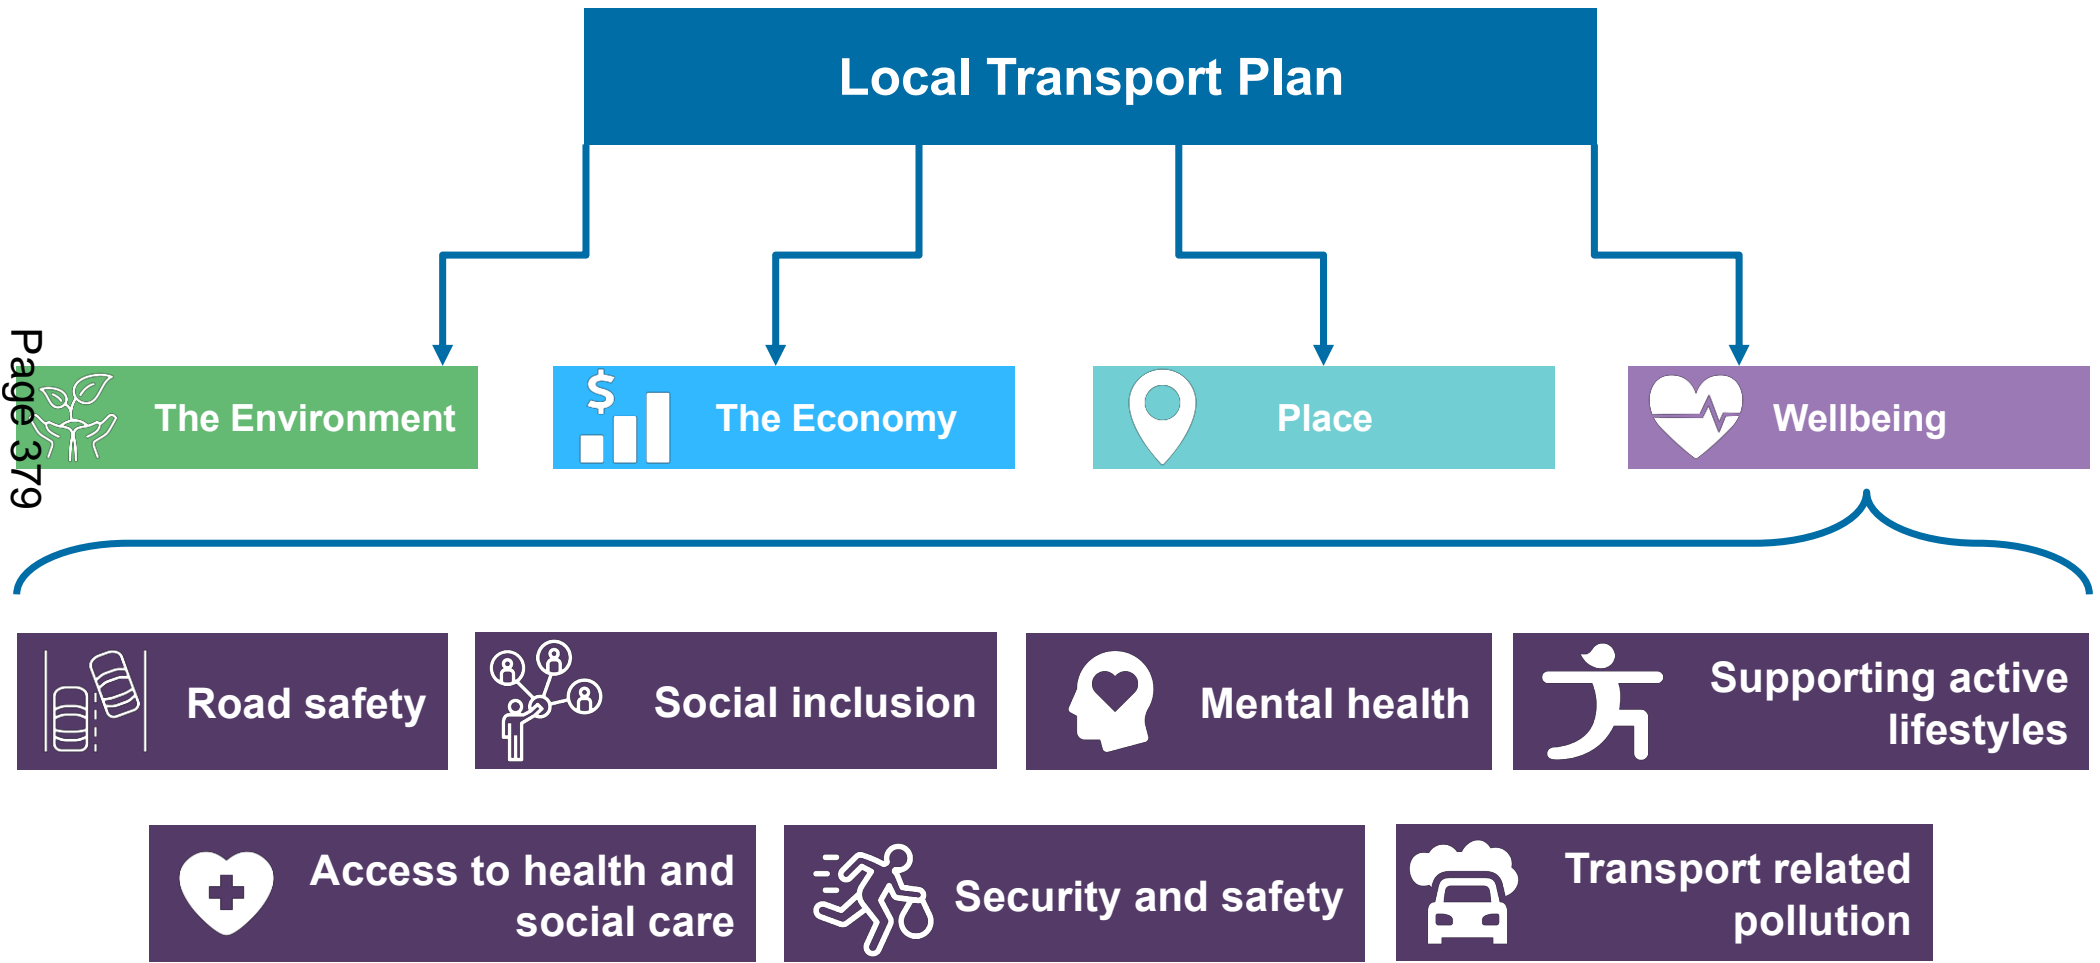 Local Transport Plan
Page 379
The Environment
$
The Economy
Place
Wellbeing
Road safety
Social inclusion
Mental health
Supporting active
lifestyles
Access to health and
social care
Security and safety
Transport related
pollution